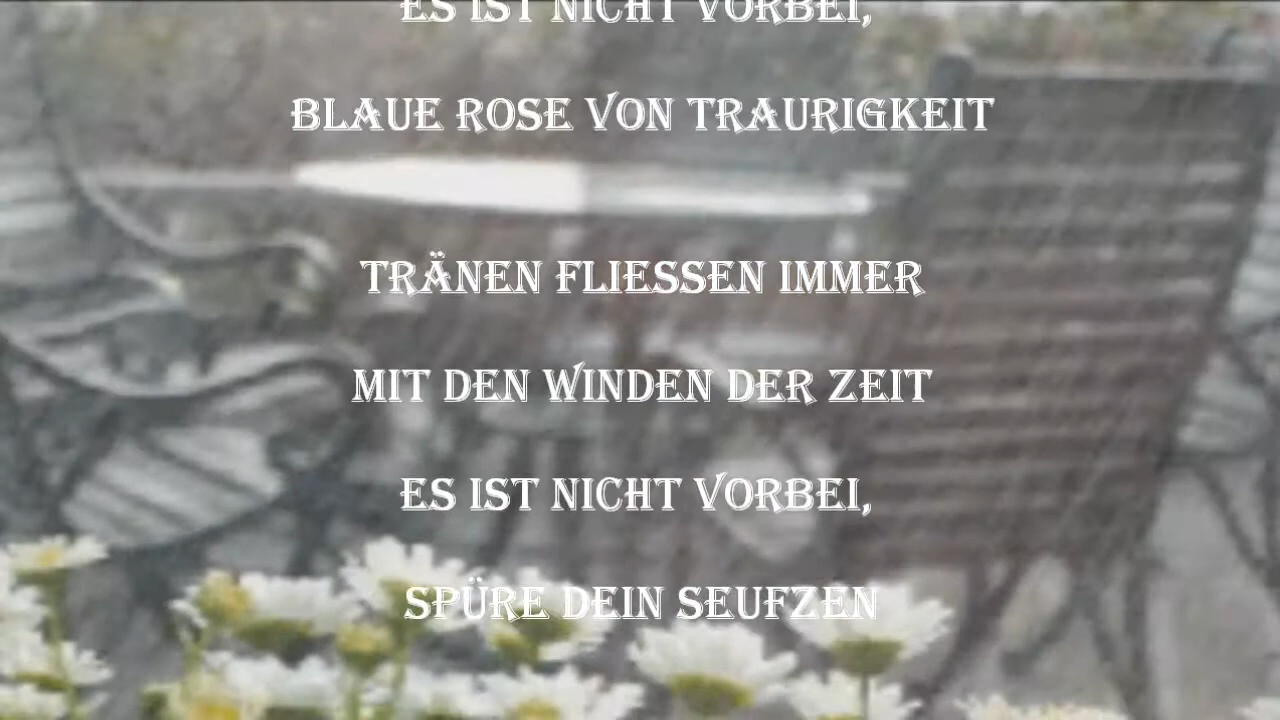 ES IST NICHT VORBEI,
BLAUE ROSE VON TRAURIGKEIT
TRÄNEN FLIESSEN IMMER
MIT DEN WINDEN DER ZEIT
ES IST NICHT VORBEI,
SPÜRE DEIN SEUFZEN